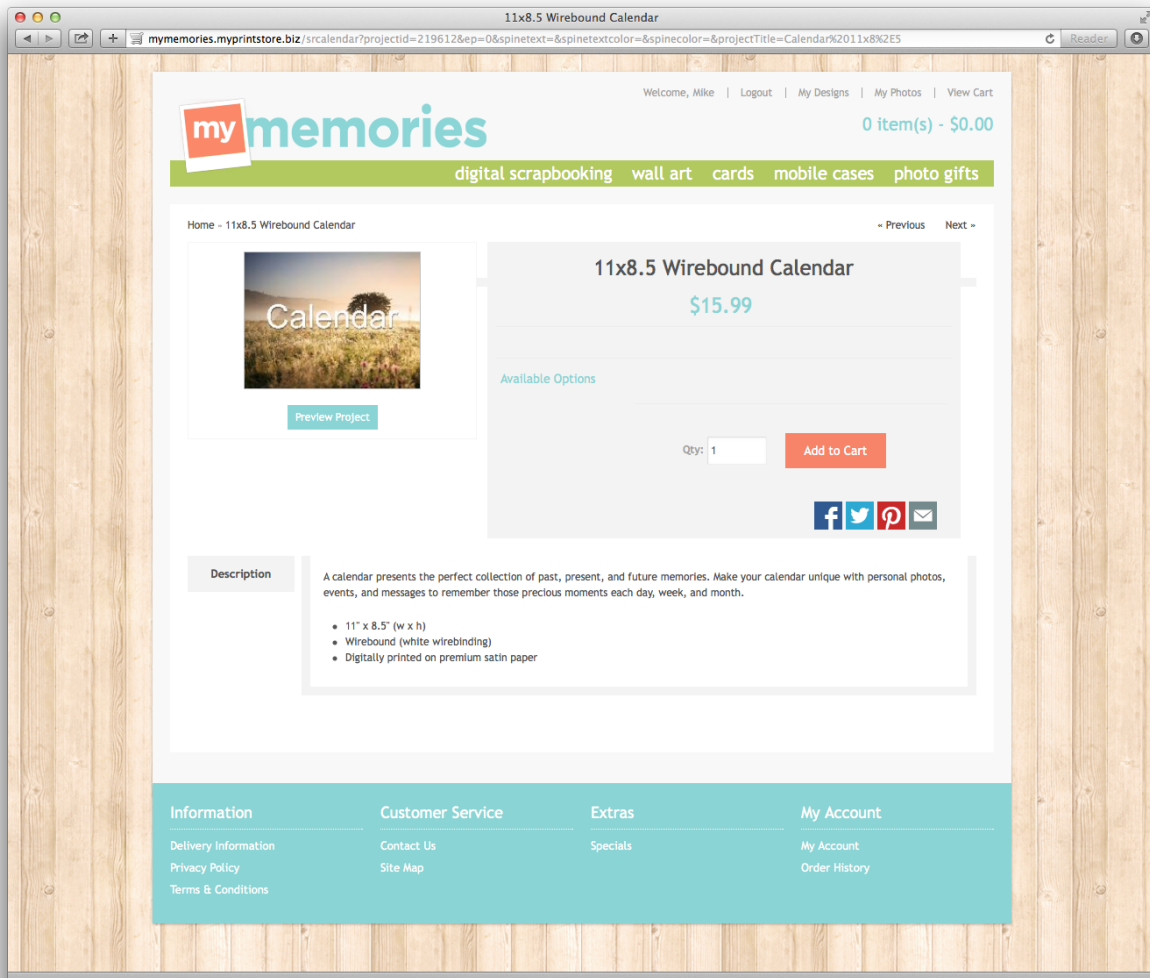 11x8.5 Wirebound Calendar
mymemories.myprintstore.biz/srcalendar?projectid=219612&ep=0&spinetext=&spinetextcolor=&spinecolor=&projectTitle=Calendar%2011x8%2E5
Reader
Welcome, Mike | Logout | My Designs | My Photos | View Cart
my memories
0 item(s) - $0.00
digital scrapbooking wall art cards mobile cases photo gifts
Home » 11x8.5 Wirebound Calendar
« Previous Next »
11x8.5 Wirebound Calendar
$15.99
Calendar
Preview Project
Available Options
Qty: 1
Add to Cart
Description
A calendar presents the perfect collection of past, present, and future memories. Make your calendar unique with personal photos,
events, and messages to remember those precious moments each day, week, and month.
• 11" x 8.5" (w x h)
• Wirebound (white wirebinding)
• Digitally printed on premium satin paper
Information
Delivery Information
Privacy Policy
Terms & Conditions
Customer Service
Contact Us
Site Map
Extras
Specials
My Account
My Account
Order History